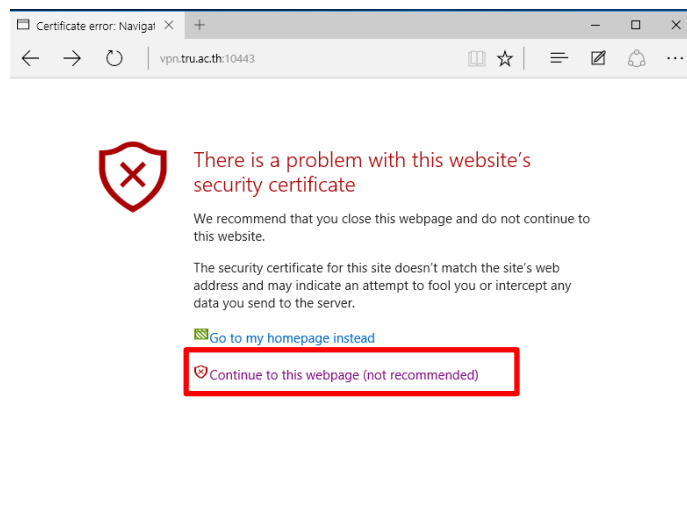 Certificate error: Navigat
vpn.tru.ac.th:10443
There is a problem with this website's
security certificate
We recommend that you close this webpage and do not continue to
this website.
The security certificate for this site doesn't match the site's web
address and may indicate an attempt to fool you or intercept any
data you send to the server.
Go to my homepage instead
Continue to this webpage (not recommended)